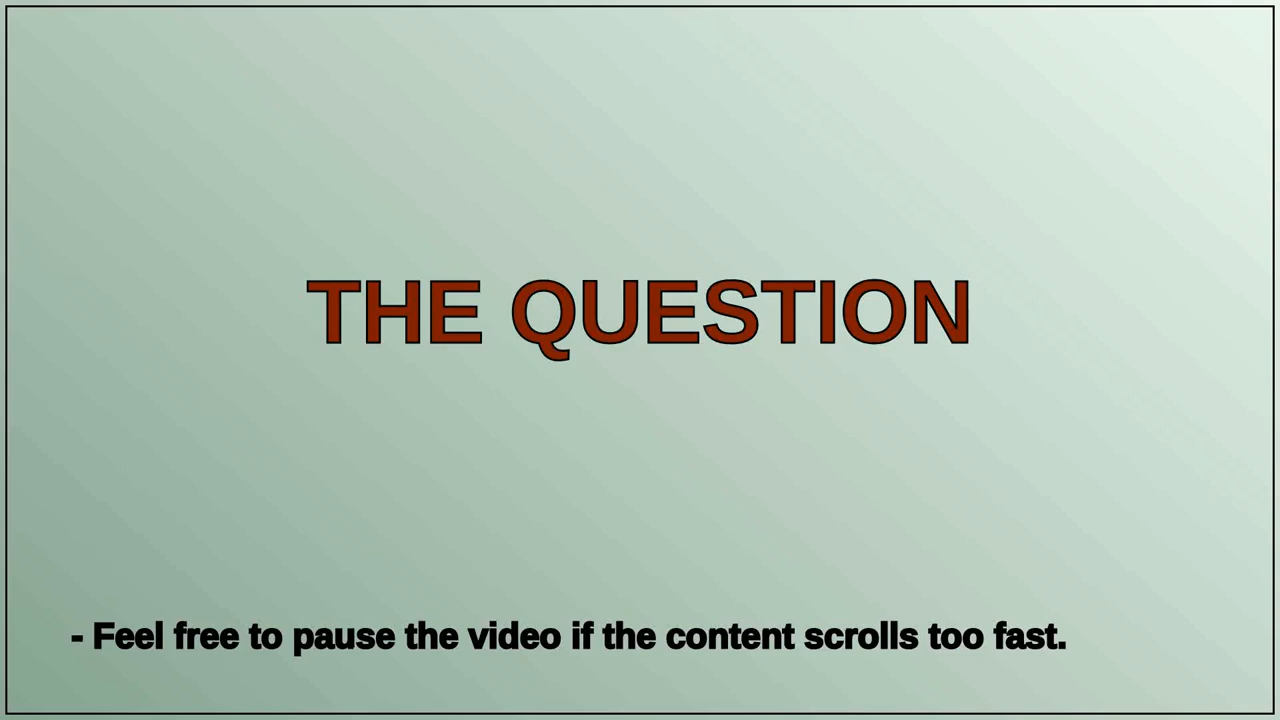 THE QUESTION
- Feel free to pause the video if the content scrolls too fast.